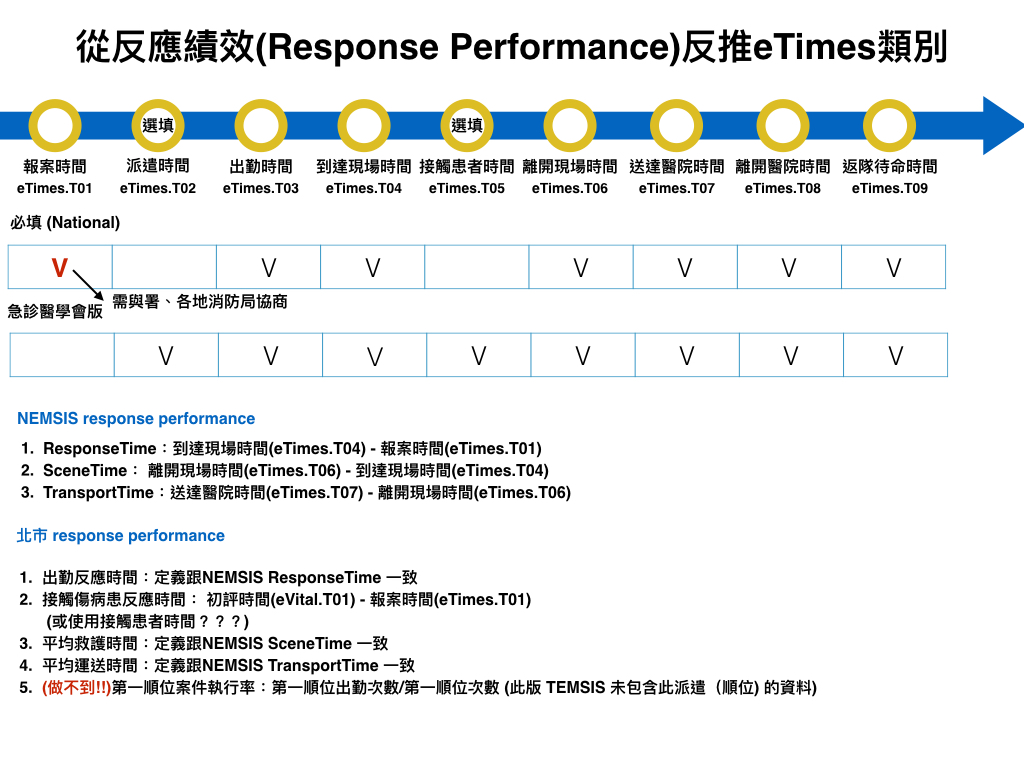 從反應績效(Response Performance)反推eTimes類別
選填 選填
報案時間 派遣時間 出勤時間 到達現場時間 接觸患者時間 離開現場時間 送達醫院時間 離開醫院時間 返隊待命時間
eTimes.T01 eTimes.T02 eTimes.T03 eTimes.T04 eTimes.T05 eTimes.T06 eTimes.T07 eTimes.T08 eTimes.T09
必填 (National)
V V V V V V V
需與署、各地消防局協商
急診醫學會版
V V V V V V V V
NEMSIS response performance
1. ResponseTime：到達現場時間(eTimes.T04) - 報案時間(eTimes.T01)
2. SceneTime： 離開現場時間(eTimes.T06) - 到達現場時間(eTimes.T04)
3. TransportTime：送達醫院時間(eTimes.T07) - 離開現場時間(eTimes.T06)
北市 response performance
1. 出勤反應時間：定義跟NEMSIS ResponseTime 一致
2. 接觸傷病患反應時間： 初評時間(eVital.T01) - 報案時間(eTimes.T01)
(或使用接觸患者時間？？？)
3. 平均救護時間：定義跟NEMSIS SceneTime 一致
4. 平均運送時間：定義跟NEMSIS TransportTime 一致
5. (做不到!!)第一順位案件執行率：第一順位出勤次數/第一順位次數 (此版 TEMSIS 未包含此派遣（順位) 的資料)